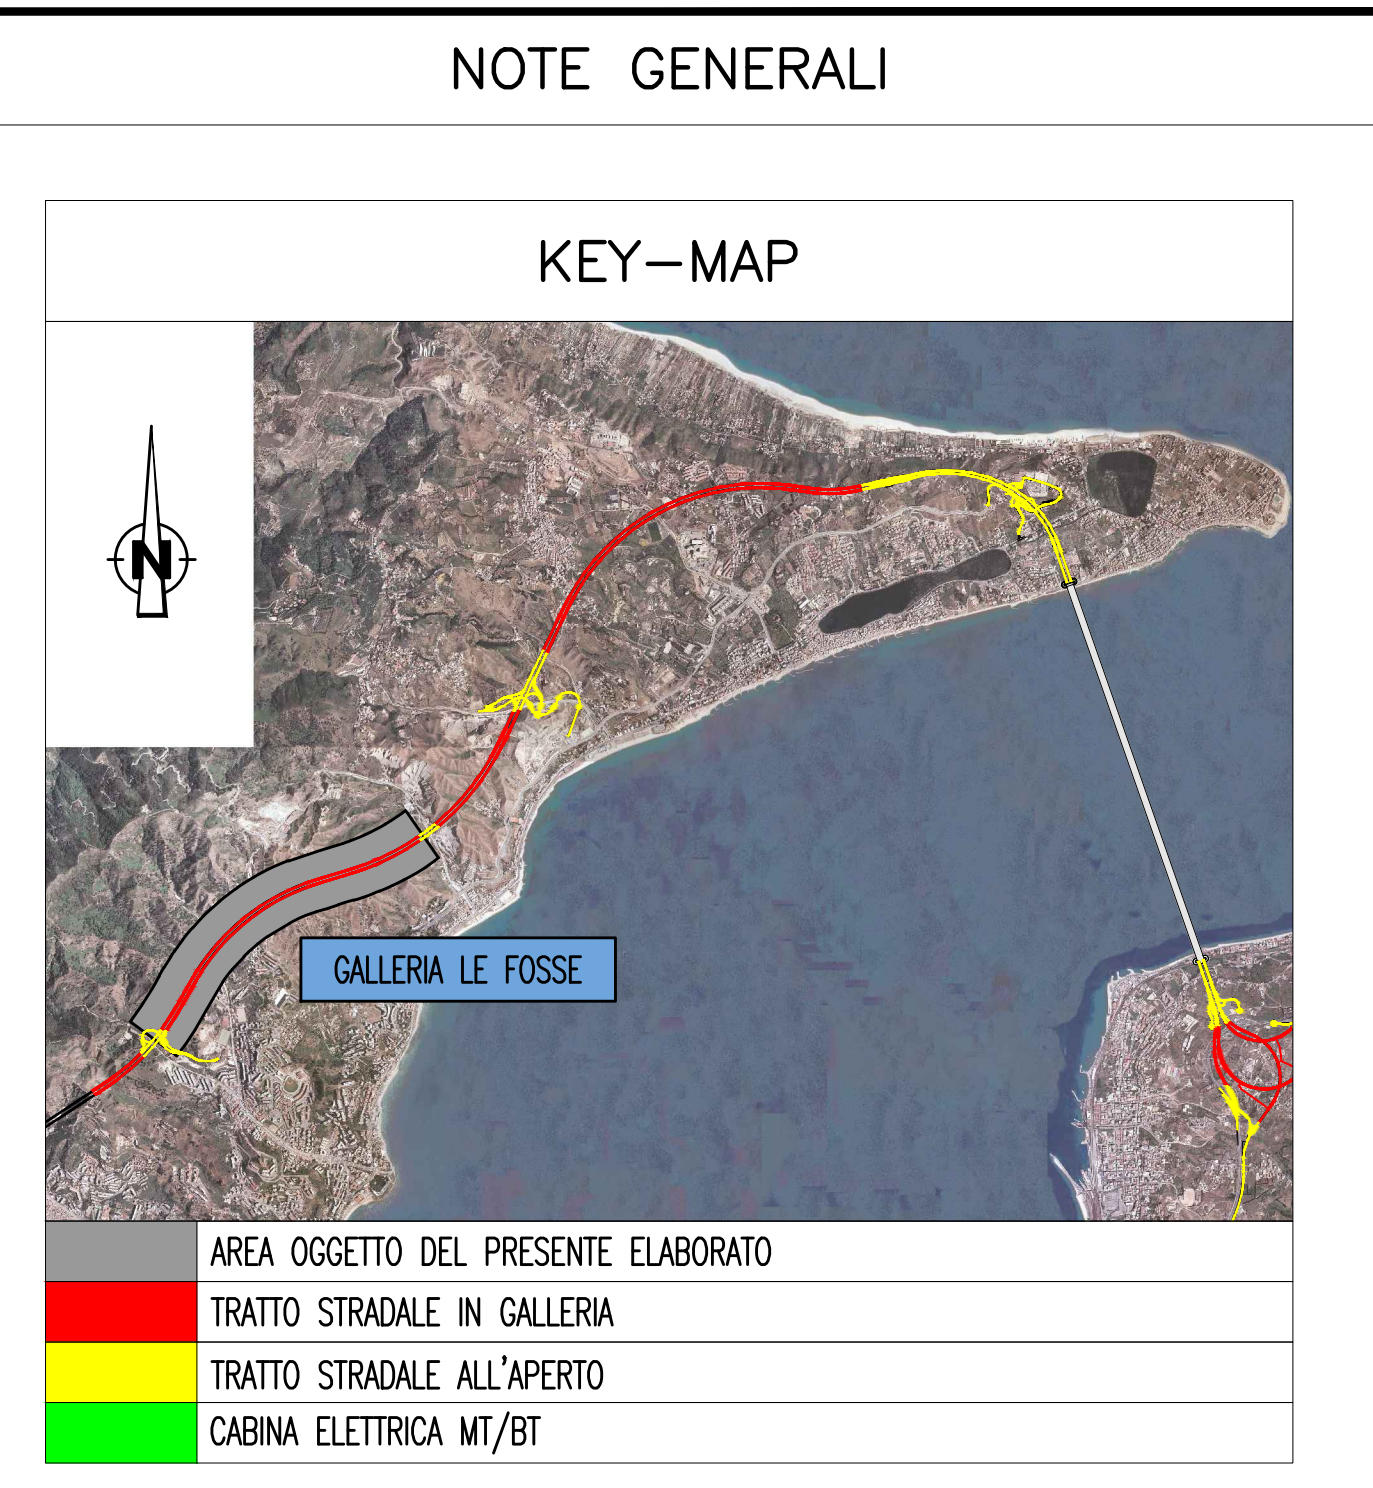 NOTE GENERALI
KEY-MAP
N
GALLERIA LE FOSSE
AREA OGGETTO DEL PRESENTE ELABORATO
TRATTO STRADALE IN GALLERIA
TRATTO STRADALE ALL'APERTO
CABINA ELETTRICA MT/BT